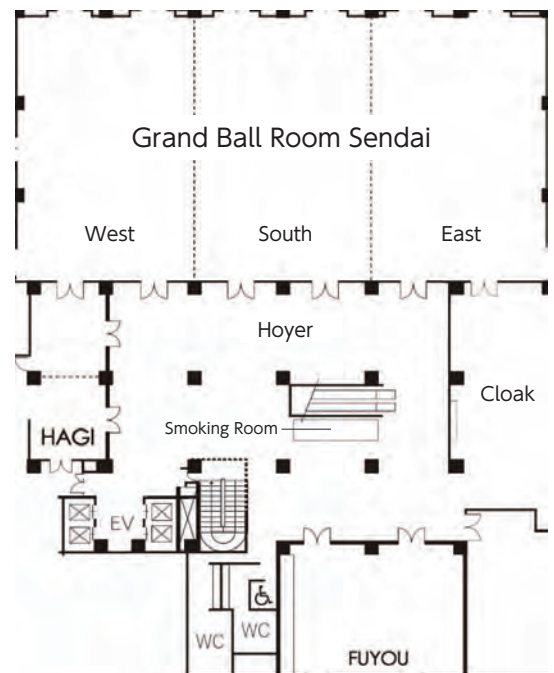 Grand Ball Room Sendai
West South East
Hoyer
Cloak
Smoking Room
HAGI
EV
WC
WC
FUYOU